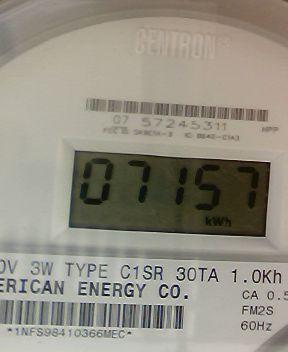 CENTRON®
07 57245311 HPP
07157
kWh
0V 3W TYPE C1SR 30TA 1.0Kh
ERICAN ENERGY CO. CA 0.5
FM2S
*1NFS98410366MEC* 60Hz